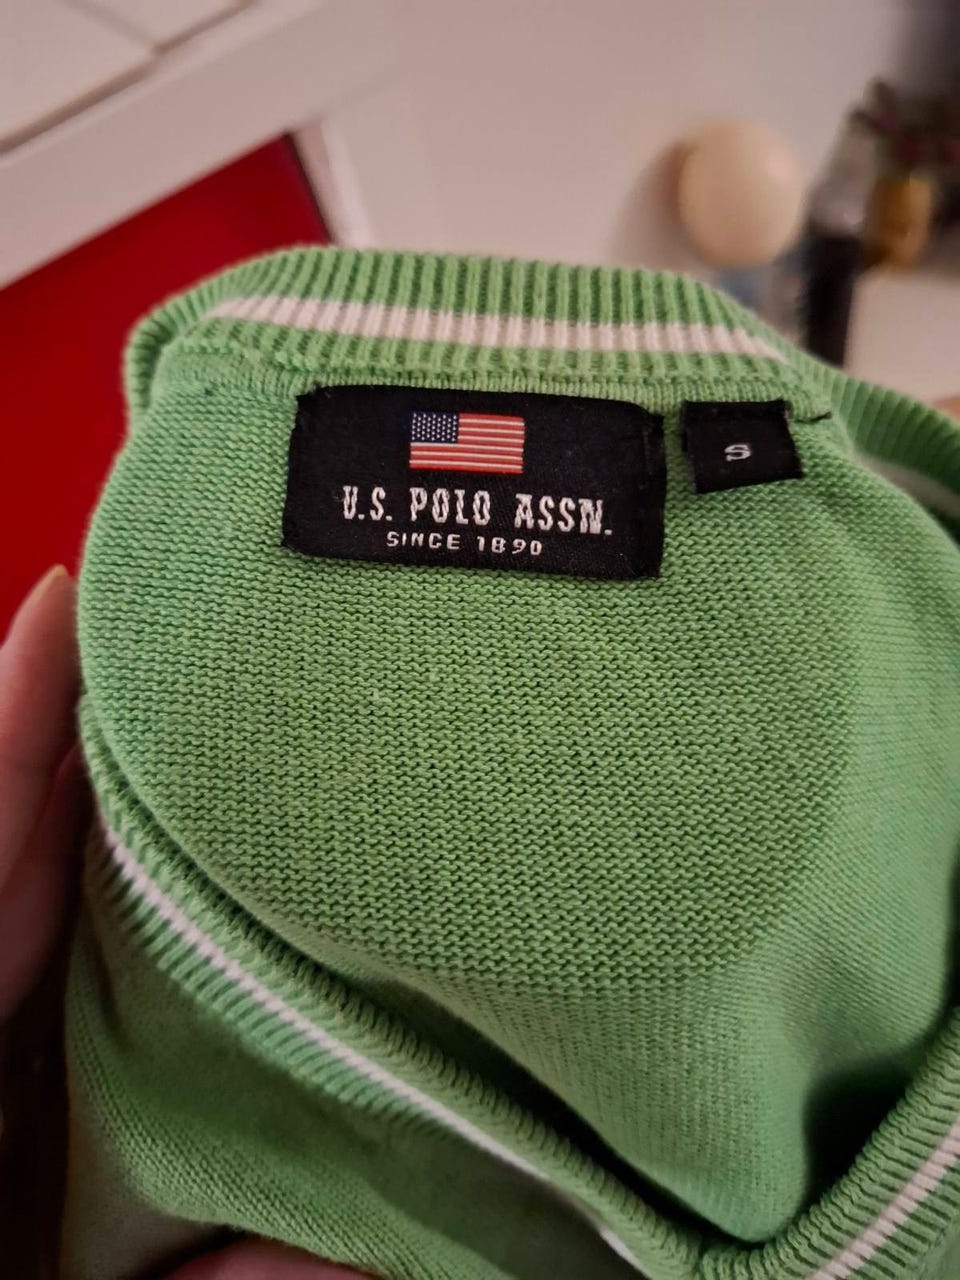 U.S. POLO ASSN.
SINCE 1890
S